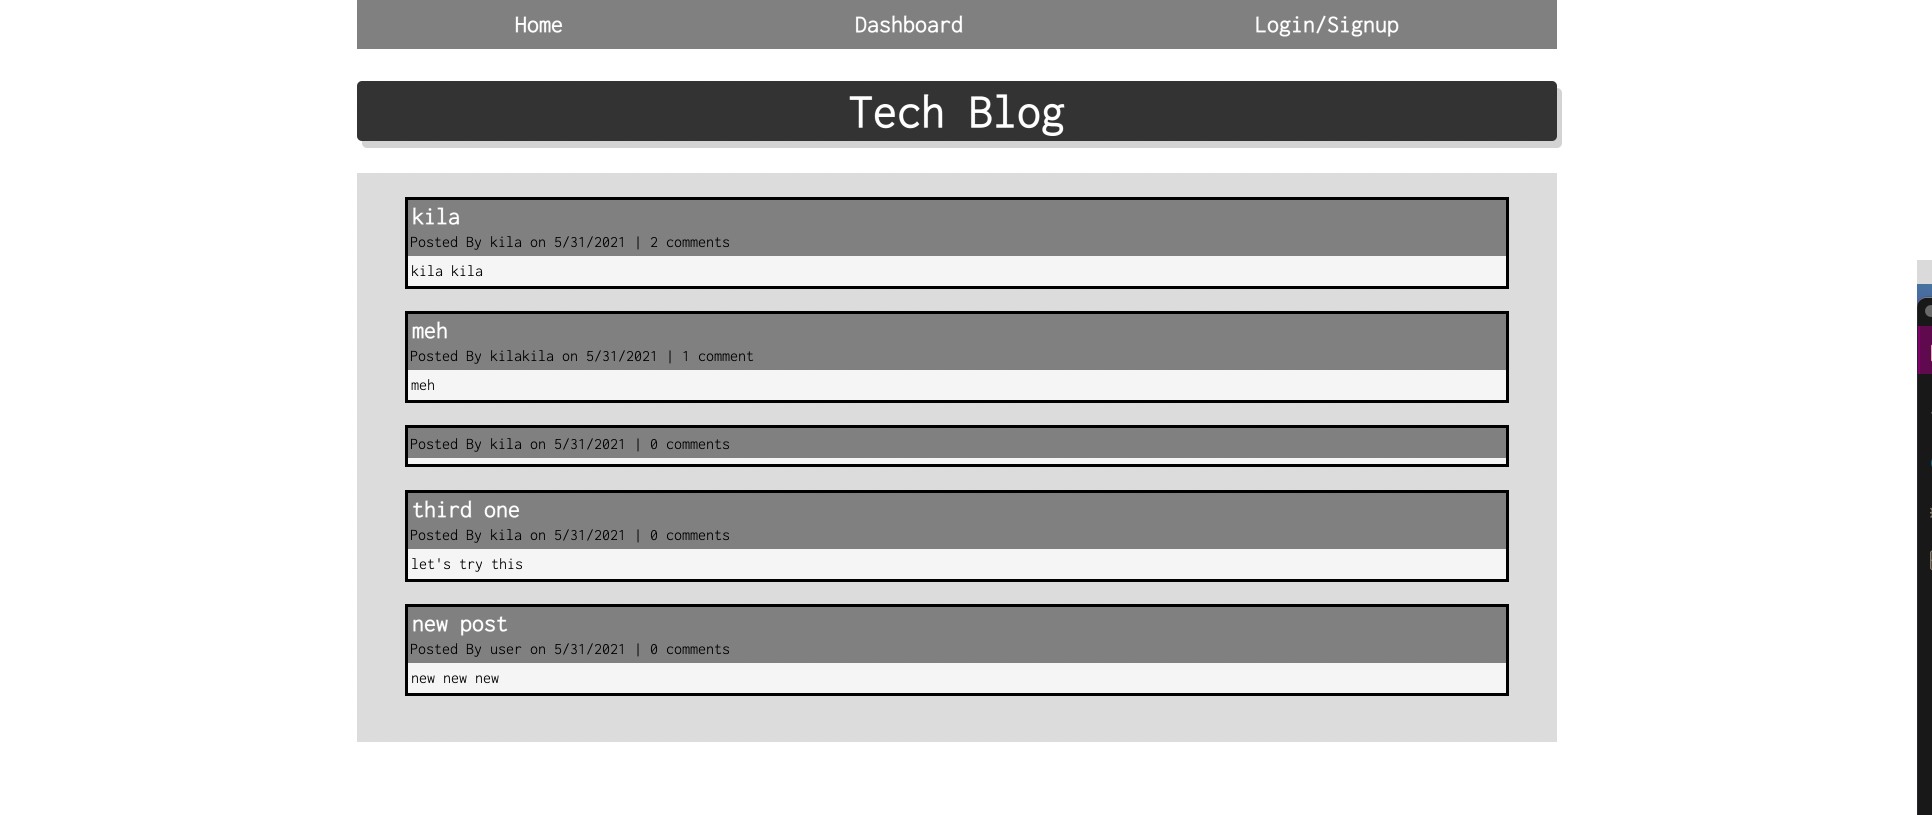 Home Dashboard Login/Signup
Tech Blog
kila
Posted By kila on 5/31/2021 | 2 comments
kila kila
meh
Posted By kilakila on 5/31/2021 | 1 comment
meh
Posted By kila on 5/31/2021 | 0 comments
third one
Posted By kila on 5/31/2021 | 0 comments
let's try this
new post
Posted By user on 5/31/2021 | 0 comments
new new new